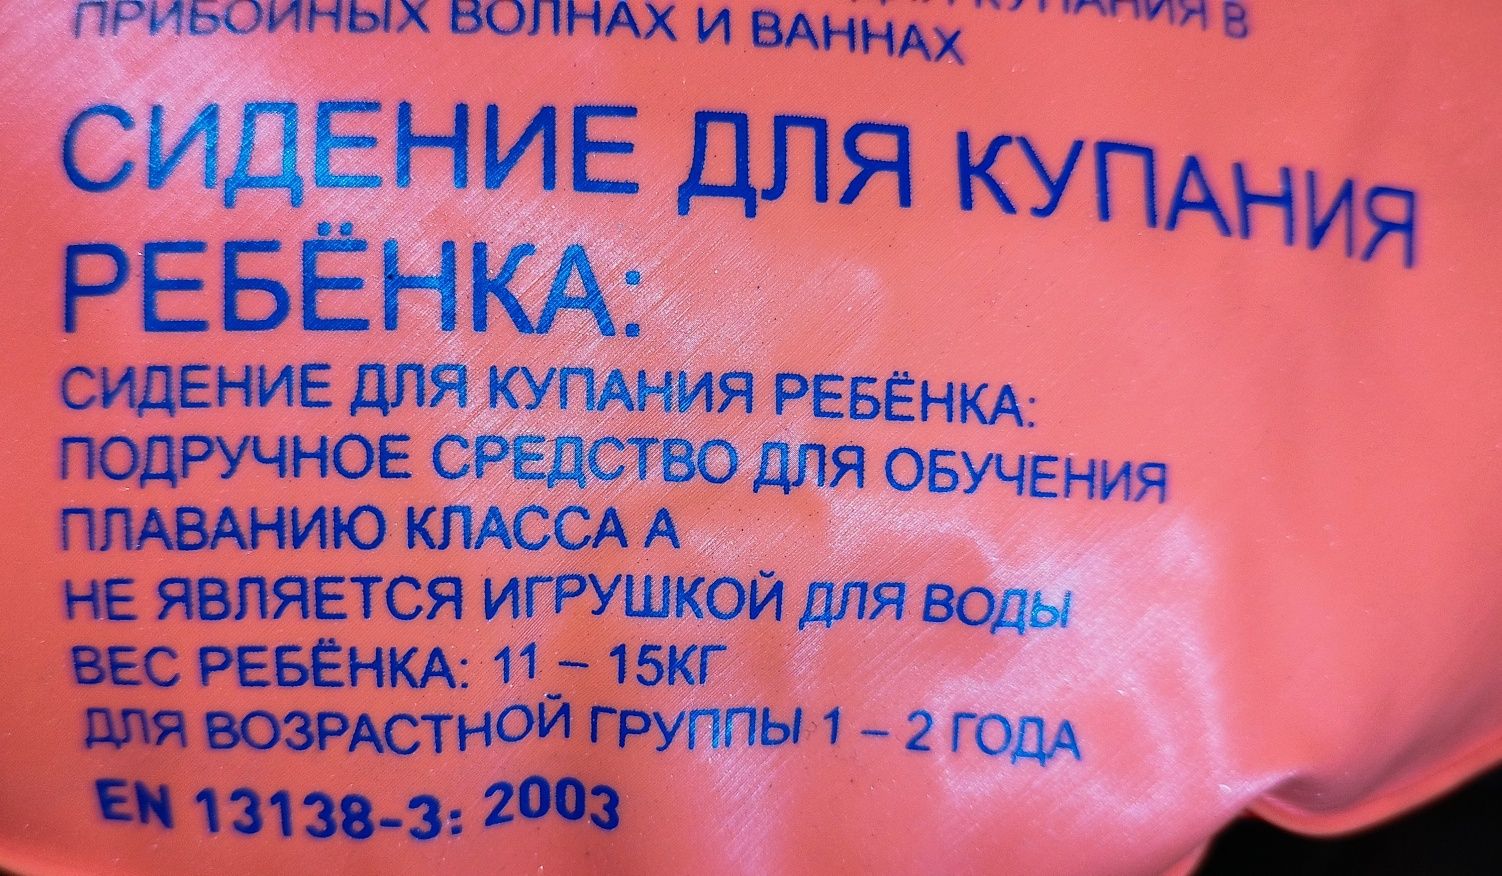 КУПАНИЯ В
ПРИБОЙНЫХ ВОЛНАХ И ВАННАХ
СИДЕНИЕ ДЛЯ КУПАНИЯ
РЕБЁНКА:
СИДЕНИЕ ДЛЯ КУПАНИЯ РЕБЁНКА:
ПОДРУЧНОЕ СРЕДСТВО ДЛЯ ОБУЧЕНИЯ
ПЛАВАНИЮ КЛАССА А
НЕ ЯВЛЯЕТСЯ ИГРУШКОЙ ДЛЯ ВОДЫ
ВЕС РЕБЁНКА: 11 – 15КГ
ДЛЯ ВОЗРАСТНОЙ ГРУППЫ 1 – 2 ГОДА
EN 13138-3: 2003